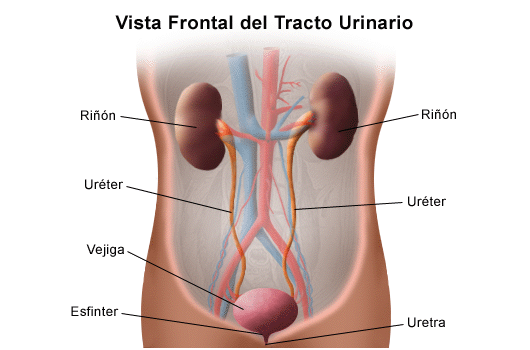 Vista Frontal del Tracto Urinario
Riñón
Riñón
Uréter
Uréter
Vejiga
Esfinter
Uretra